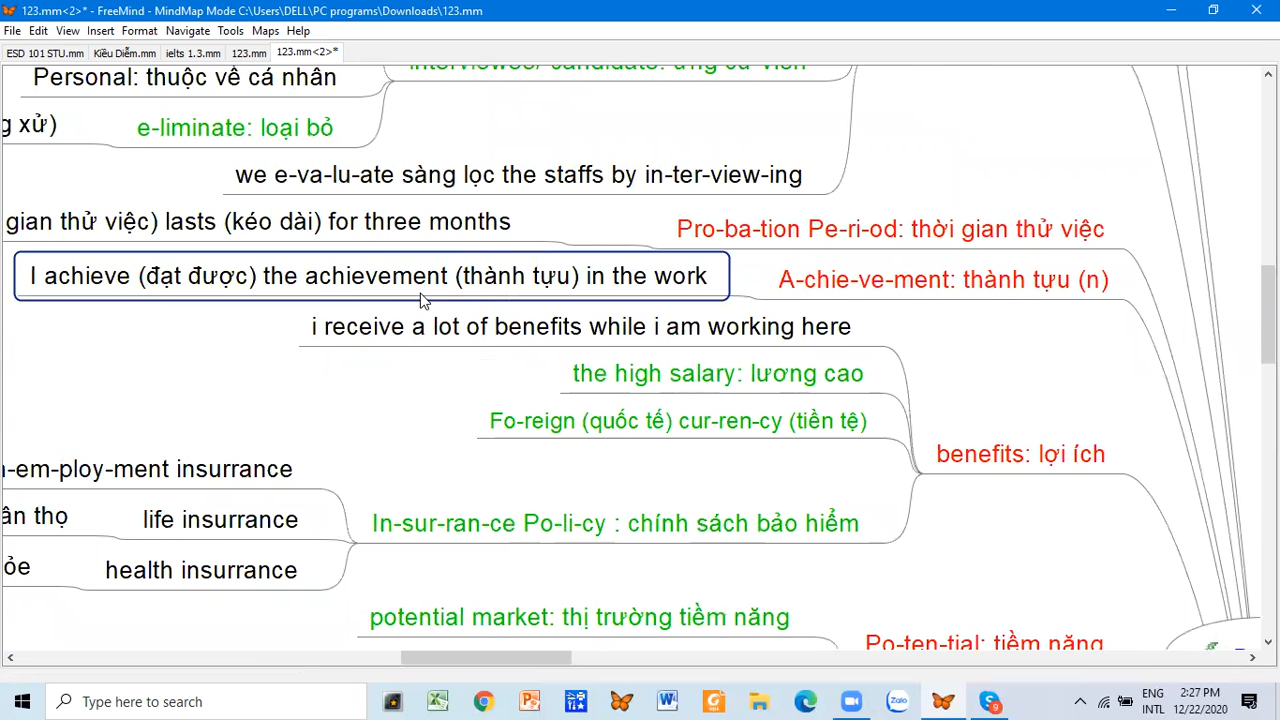 123.mm<2>* - FreeMind - MindMap Mode C:\Users\DELL\PC programs\Downloads\123.mm
File Edit View Insert Format Navigate Tools Maps Help
ESD 101 STU.mm Kiều Diễm.mm ielts 1.3.mm 123.mm 123.mm<2>*
interviewee/ candidate: ứng cử viên
Personal: thuộc về cá nhân
g xử) e-liminate: loại bỏ
we e-va-lu-ate sàng lọc the staffs by in-ter-view-ing
gian thử việc) lasts (kéo dài) for three months
Pro-ba-tion Pe-ri-od: thời gian thử việc
I achieve (đạt được) the achievement (thành tựu) in the work
A-chie-ve-ment: thành tựu (n)
i receive a lot of benefits while i am working here
the high salary: lương cao
Fo-reign (quốc tế) cur-ren-cy (tiền tệ)
benefits: lợi ích
-em-ploy-ment insurrance
ân thọ life insurrance
In-sur-ran-ce Po-li-cy : chính sách bảo hiểm
ỏe health insurrance
potential market: thị trường tiềm năng
Po-ten-tial: tiềm năng
Type here to search
ENG
INTL
2:27 PM
12/22/2020